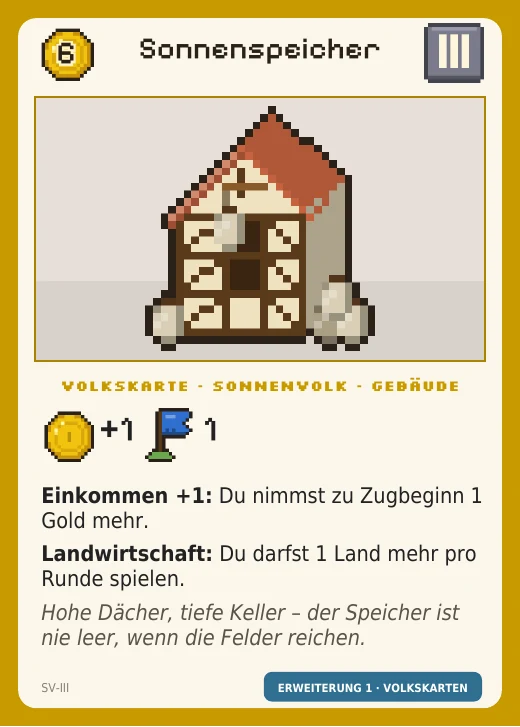 6
Sonnenspeicher
III
VOLKSKARTE · SONNENVOLK · GEBÄUDE
+1 1
Einkommen +1: Du nimmst zu Zugbeginn 1
Gold mehr.
Landwirtschaft: Du darfst 1 Land mehr pro
Runde spielen.
Hohe Dächer, tiefe Keller – der Speicher ist
nie leer, wenn die Felder reichen.
SV-III
ERWEITERUNG 1 · VOLKSKARTEN